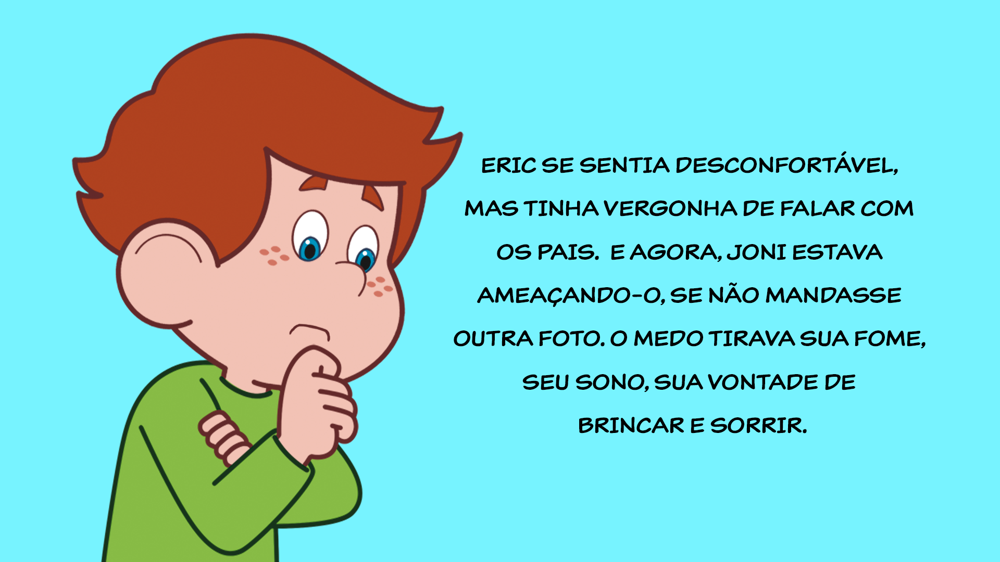 ERIC SE SENTIA DESCONFORTÁVEL,
MAS TINHA VERGONHA DE FALAR COM
OS PAIS. E AGORA, JONI ESTAVA
AMEAÇANDO-O, SE NÃO MANDASSE
OUTRA FOTO. O MEDO TIRAVA SUA FOME,
SEU SONO, SUA VONTADE DE
BRINCAR E SORRIR.